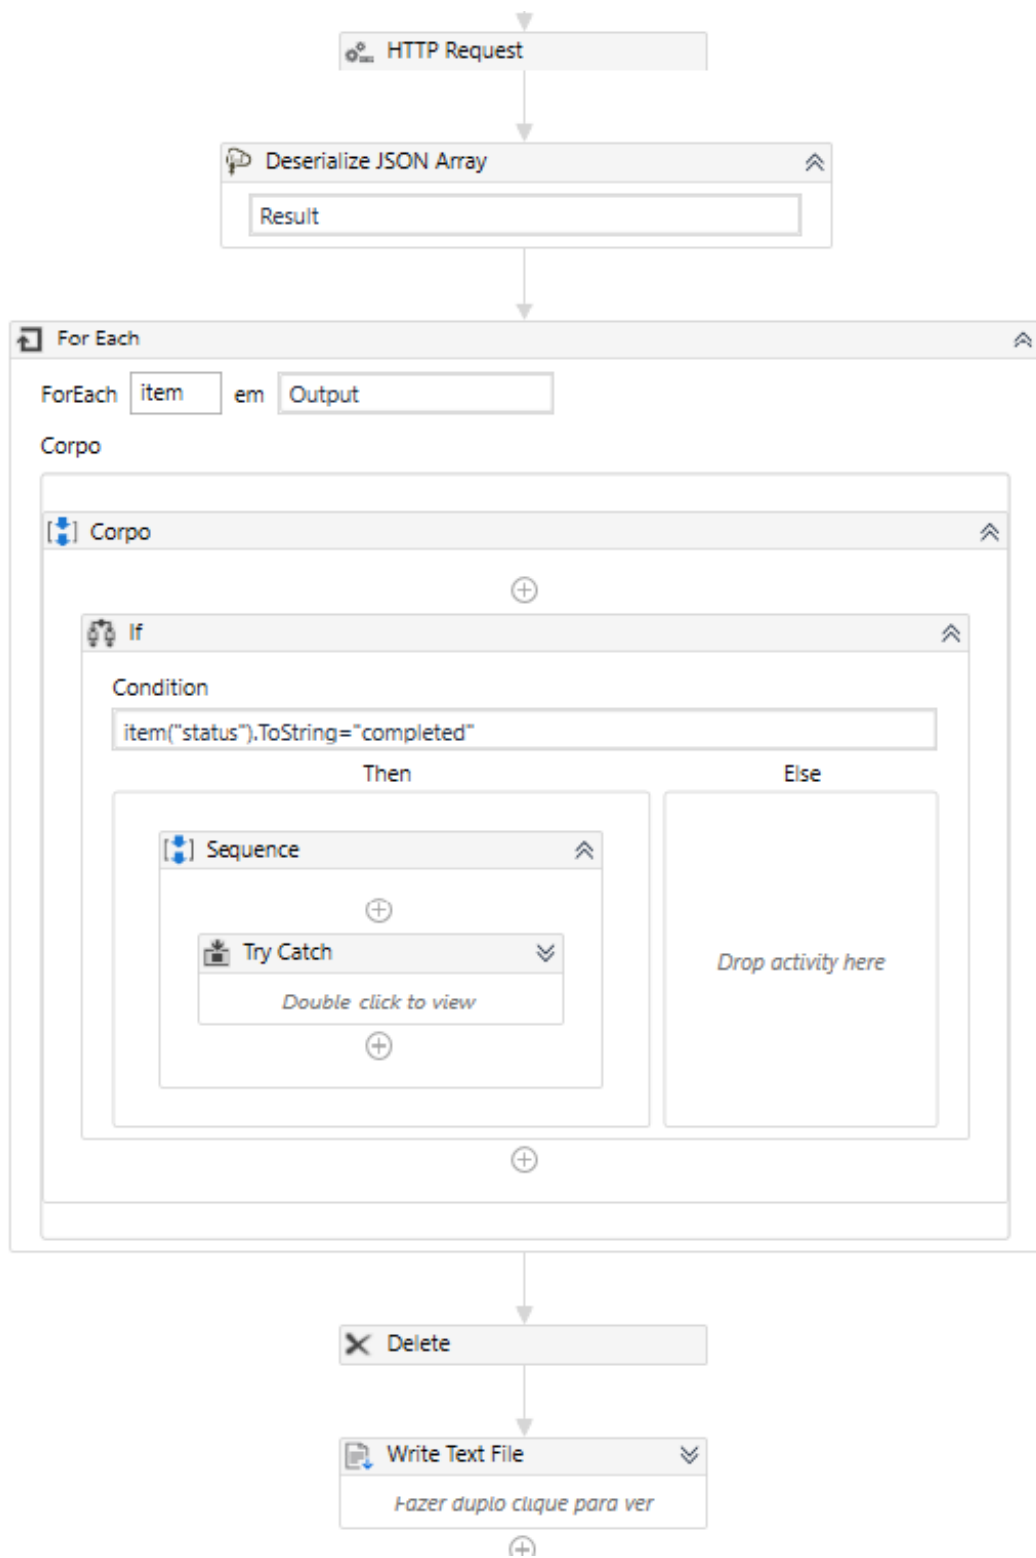 HTTP Request
Deserialize JSON Array
Result
For Each
ForEach item em Output
Corpo
Corpo
If
Condition
item("status").ToString="completed"
Then Else
Sequence
Try Catch
Double click to view
Drop activity here
Delete
Write Text File
Fazer duplo clique para ver